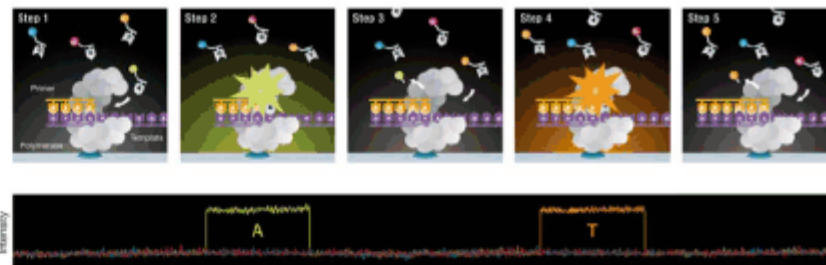 Step 1
Step 2
Step 3
Step 4
Step 5
Primer
Template
Polymerase
Intensity
A
T